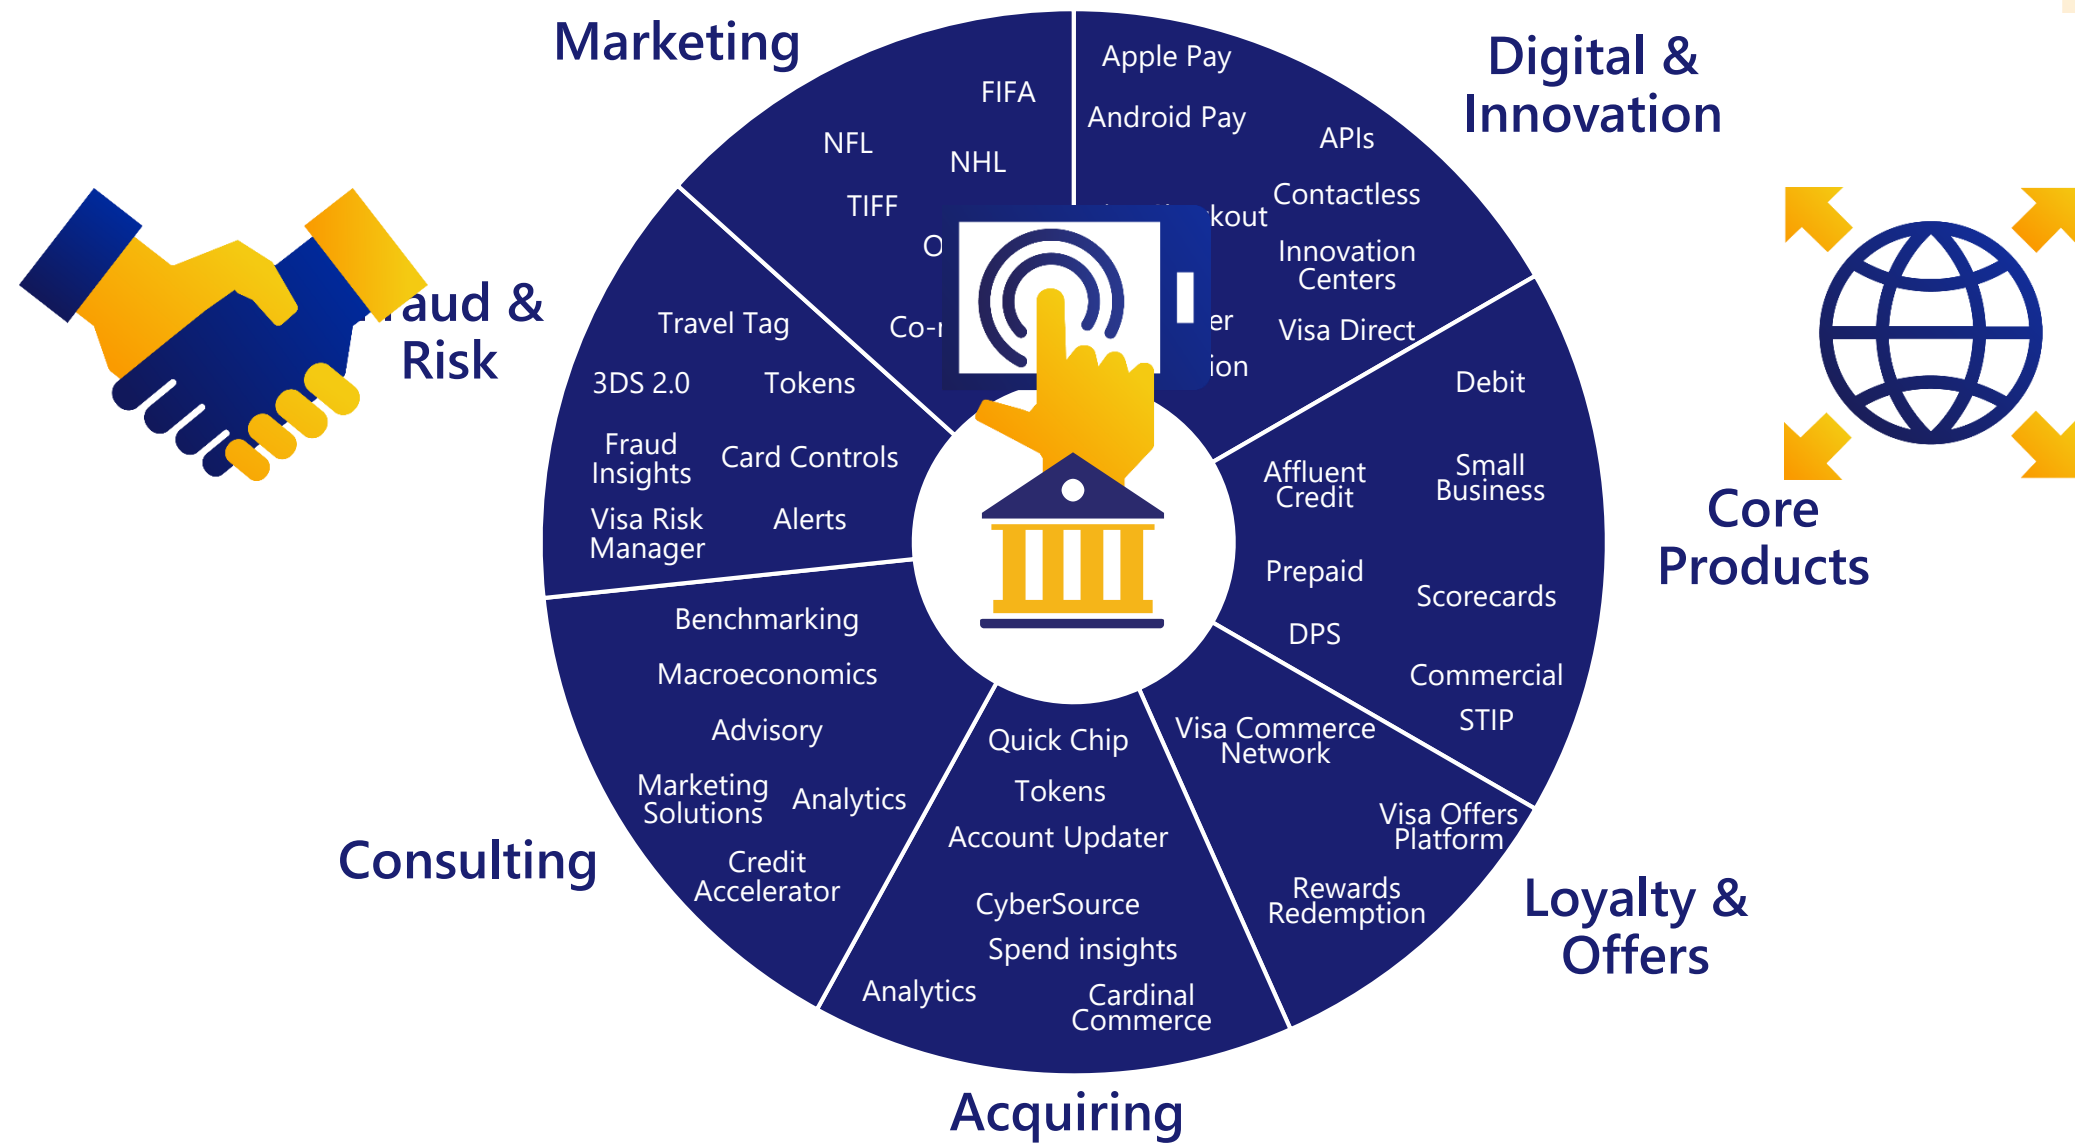 Marketing
FIFA
NFL
NHL
TIFF
Digital &
Innovation
Apple Pay
Android Pay
APIs
Contactless
Innovation
Centers
Visa Direct
Core
Products
Debit
Affluent
Credit
Small
Business
Prepaid
Scorecards
DPS
Commercial
STIP
Loyalty &
Offers
Visa Commerce
Network
Visa Offers
Platform
Rewards
Redemption
Acquiring
Quick Chip
Tokens
Account Updater
CyberSource
Spend insights
Analytics
Cardinal
Commerce
Consulting
Benchmarking
Macroeconomics
Advisory
Marketing
Solutions
Analytics
Credit
Accelerator
&
Risk
Travel Tag
3DS 2.0
Tokens
Fraud
Insights
Card Controls
Visa Risk
Manager
Alerts